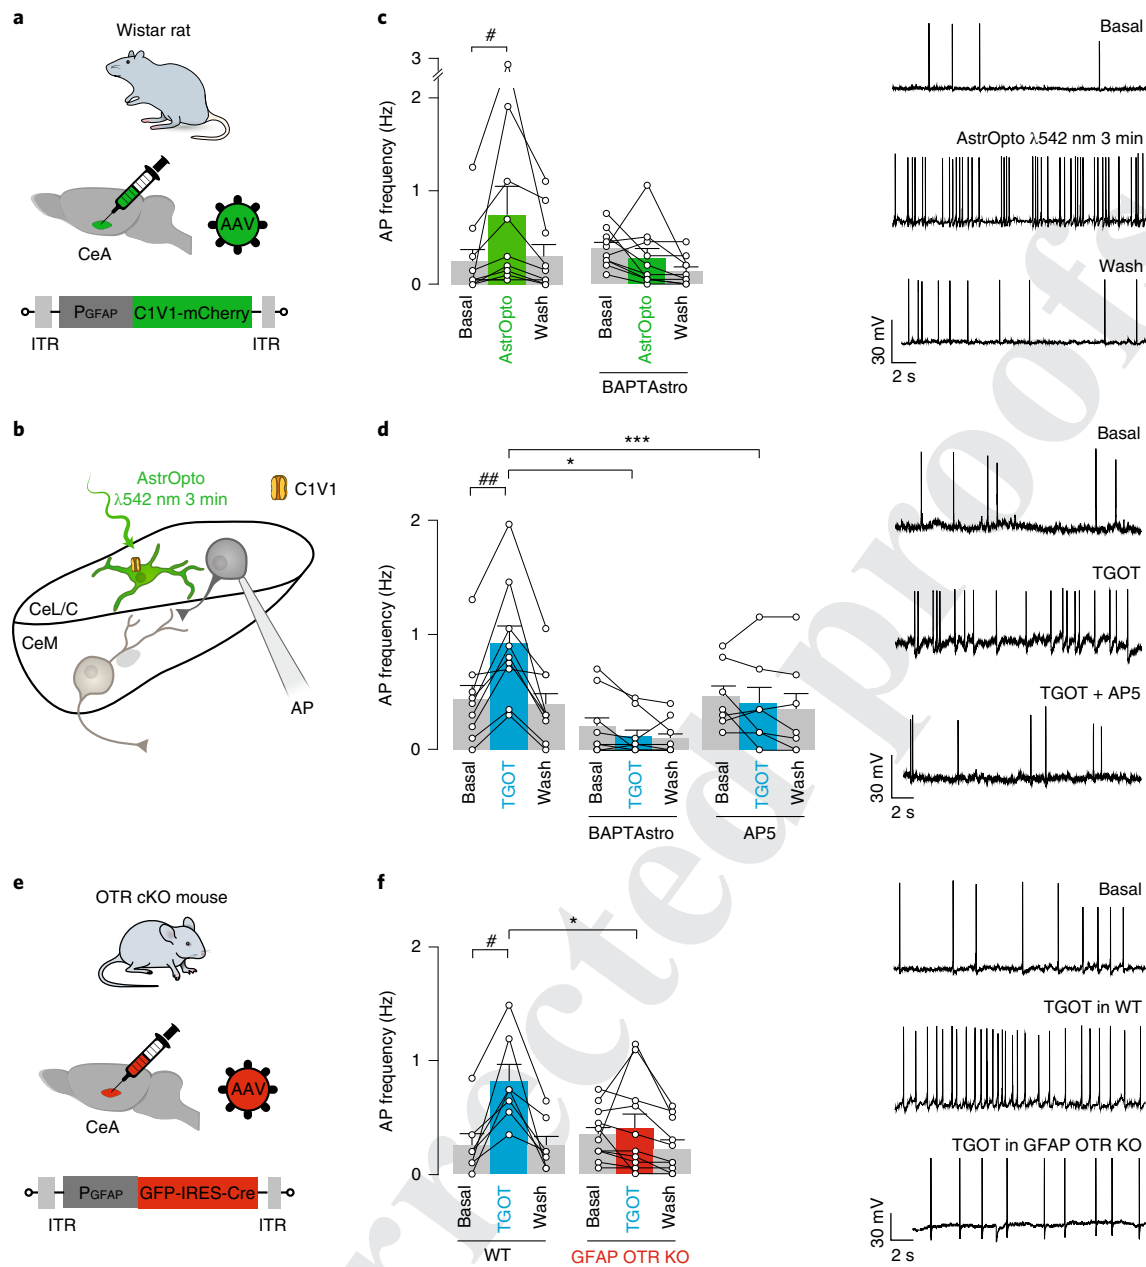 a
Wistar rat
AAV
CeA
PGFAP C1V1-mCherry
ITR ITR
b
AstrOpto
λ542 nm 3 min
C1V1
CeL/C
CeM
AP
c
#
3
2
1
0
AP frequency (Hz)
Basal
AstrOpto
Wash
Basal
AstrOpto
Wash
BAPTAstro
Basal
AstrOpto λ542 nm 3 min
Wash
30 mV
2 s
d
***
*
##
2
1
0
AP frequency (Hz)
Basal
TGOT
Wash
Basal
TGOT
Wash
Basal
TGOT
Wash
BAPTAstro
AP5
Basal
TGOT
TGOT + AP5
30 mV
2 s
e
OTR cKO mouse
AAV
CeA
PGFAP GFP-IRES-Cre
ITR ITR
f
*
#
2
1
0
AP frequency (Hz)
Basal
TGOT
Wash
Basal
TGOT
Wash
WT
GFAP OTR KO
Basal
TGOT in WT
TGOT in GFAP OTR KO
30 mV
2 s
rrected proofs